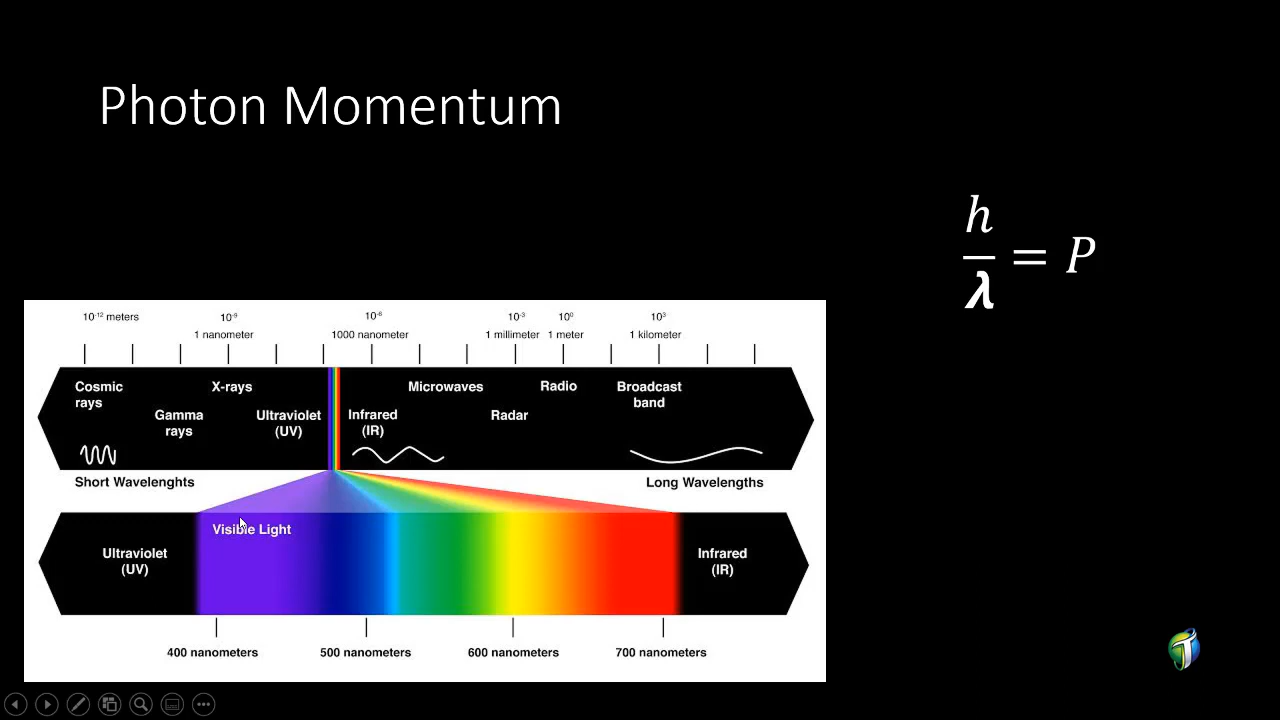 Photon Momentum
h
λ = P
10-12 meters 10-9 10-6 10-3 100 103
1 nanometer 1000 nanometer 1 millimeter 1 meter 1 kilometer
Cosmic
rays
X-rays
Microwaves
Radio
Broadcast
band
Gamma
rays
Ultraviolet
(UV)
Infrared
(IR)
Radar
Short Wavelenghts
Long Wavelengths
Visible Light
Ultraviolet
(UV)
Infrared
(IR)
400 nanometers 500 nanometers 600 nanometers 700 nanometers
T